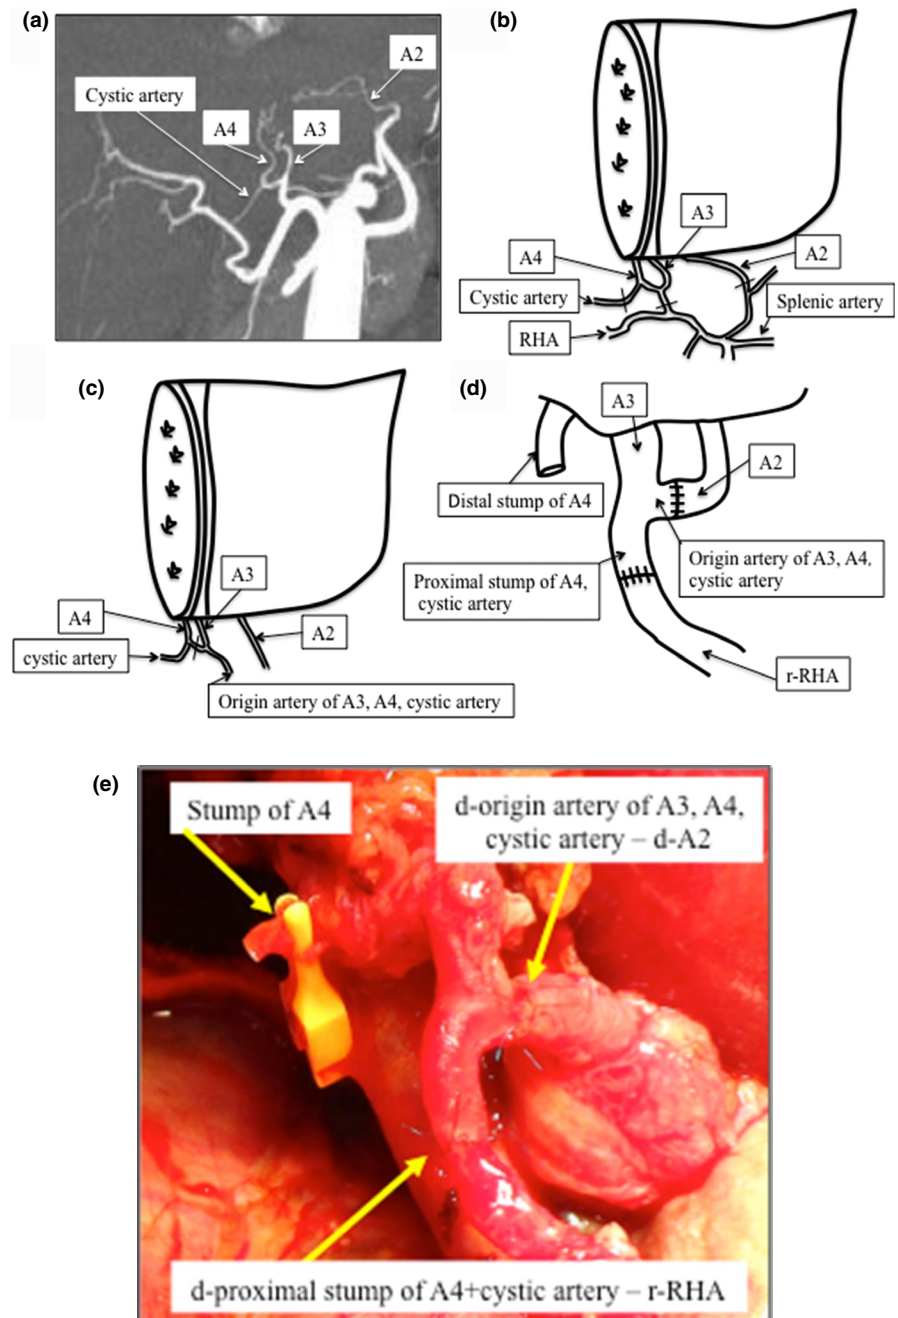 (a)
A2
Cystic artery
A4
A3
(b)
A3
A4
A2
Cystic artery
Splenic artery
RHA
(c)
A3
A4
A2
cystic artery
Origin artery of A3, A4, cystic artery
(d)
A3
A2
Distal stump of A4
Origin artery of A3, A4,
cystic artery
Proximal stump of A4,
cystic artery
r-RHA
(e)
Stump of A4
d-origin artery of A3, A4,
cystic artery – d-A2
d-proximal stump of A4+cystic artery – r-RHA